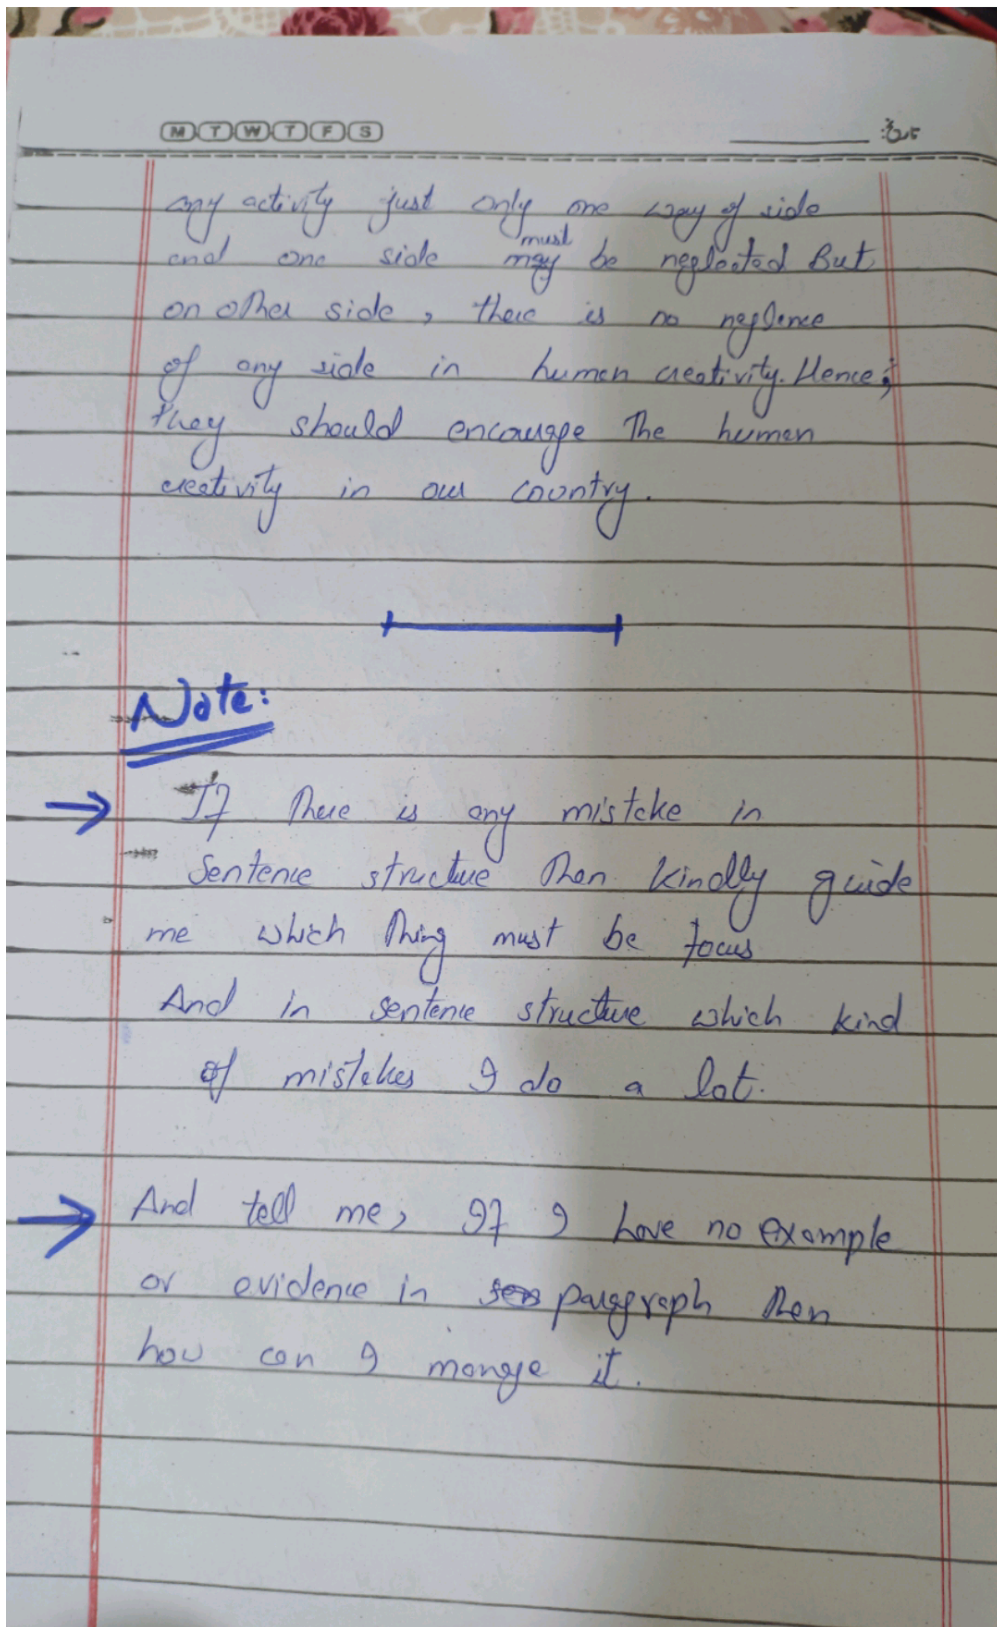 M T W T F S
any activity just only one way of side
and one side must may be neglected But
on other side, there is no neglence
of any side in human creativity. Hence;
they should encourage the human
creativity in our country.
Note:
If there is any mistake in
Sentence structure then kindly guide
me which thing must be focus
And in sentence structure which kind
of mistakes I do a lot.
And tell me, If I have no example
or evidence in paragraph then
how can I mange it.